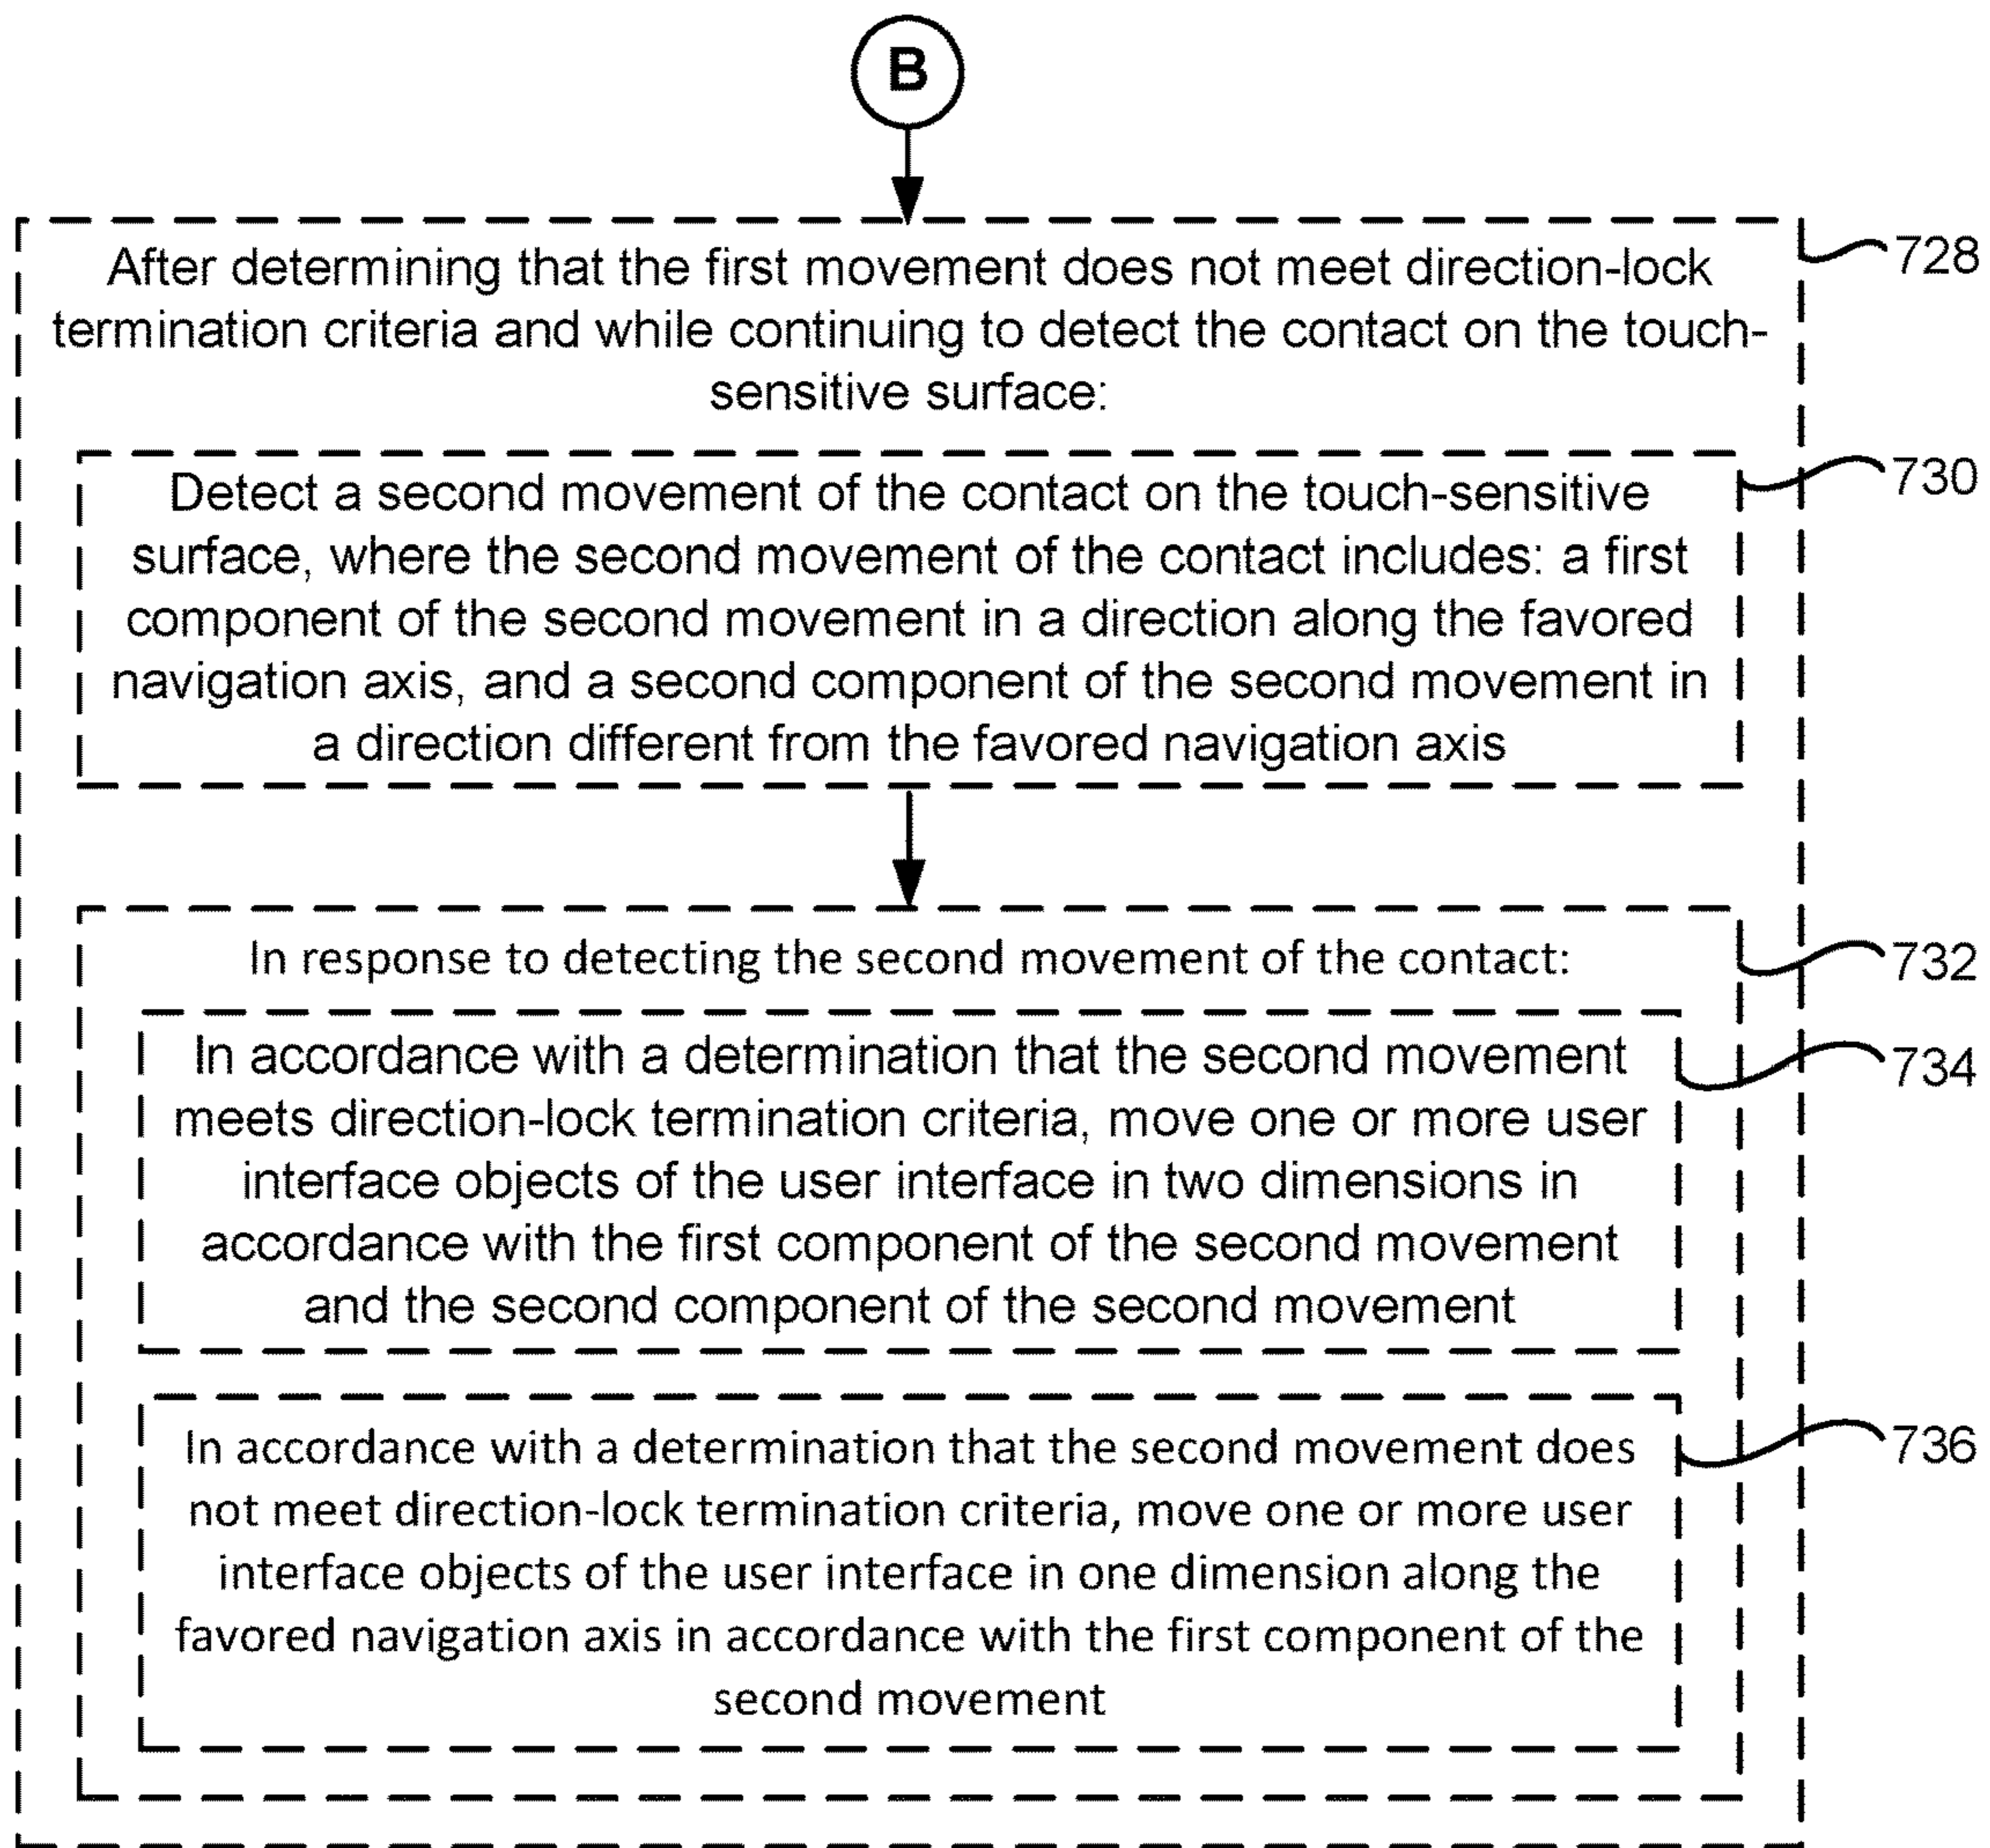 B
After determining that the first movement does not meet direction-lock
termination criteria and while continuing to detect the contact on the touch-
sensitive surface:
728
Detect a second movement of the contact on the touch-sensitive
surface, where the second movement of the contact includes: a first
component of the second movement in a direction along the favored
navigation axis, and a second component of the second movement in
a direction different from the favored navigation axis
730
In response to detecting the second movement of the contact:
732
In accordance with a determination that the second movement
meets direction-lock termination criteria, move one or more user
interface objects of the user interface in two dimensions in
accordance with the first component of the second movement
and the second component of the second movement
734
In accordance with a determination that the second movement does
not meet direction-lock termination criteria, move one or more user
interface objects of the user interface in one dimension along the
favored navigation axis in accordance with the first component of the
second movement
736